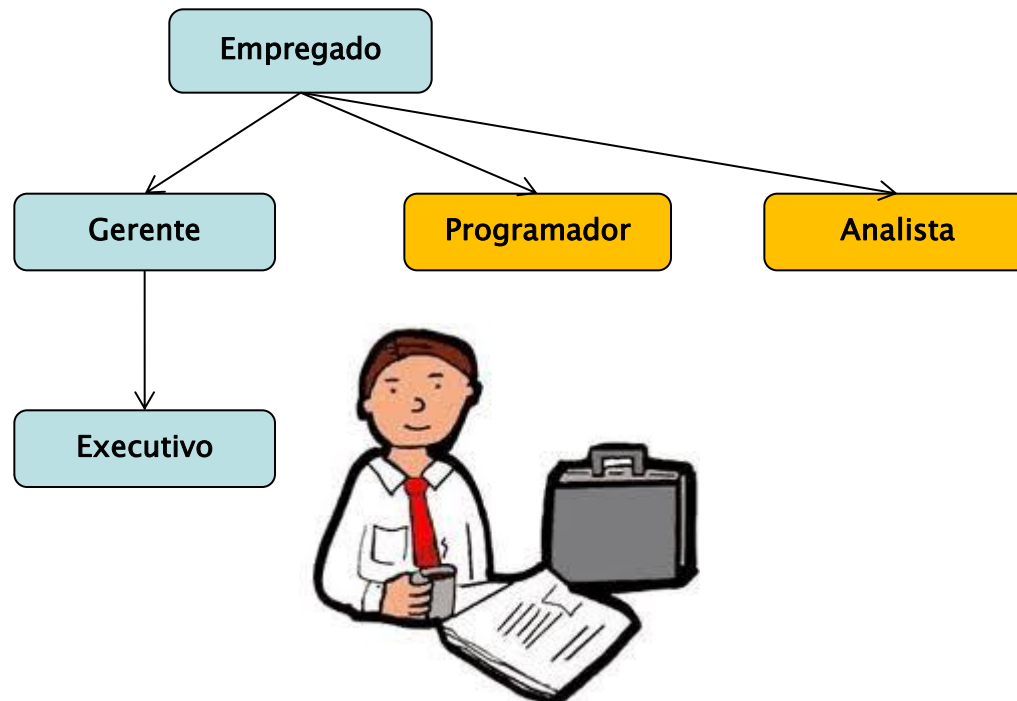 Empregado
Gerente
Programador
Analista
Executivo